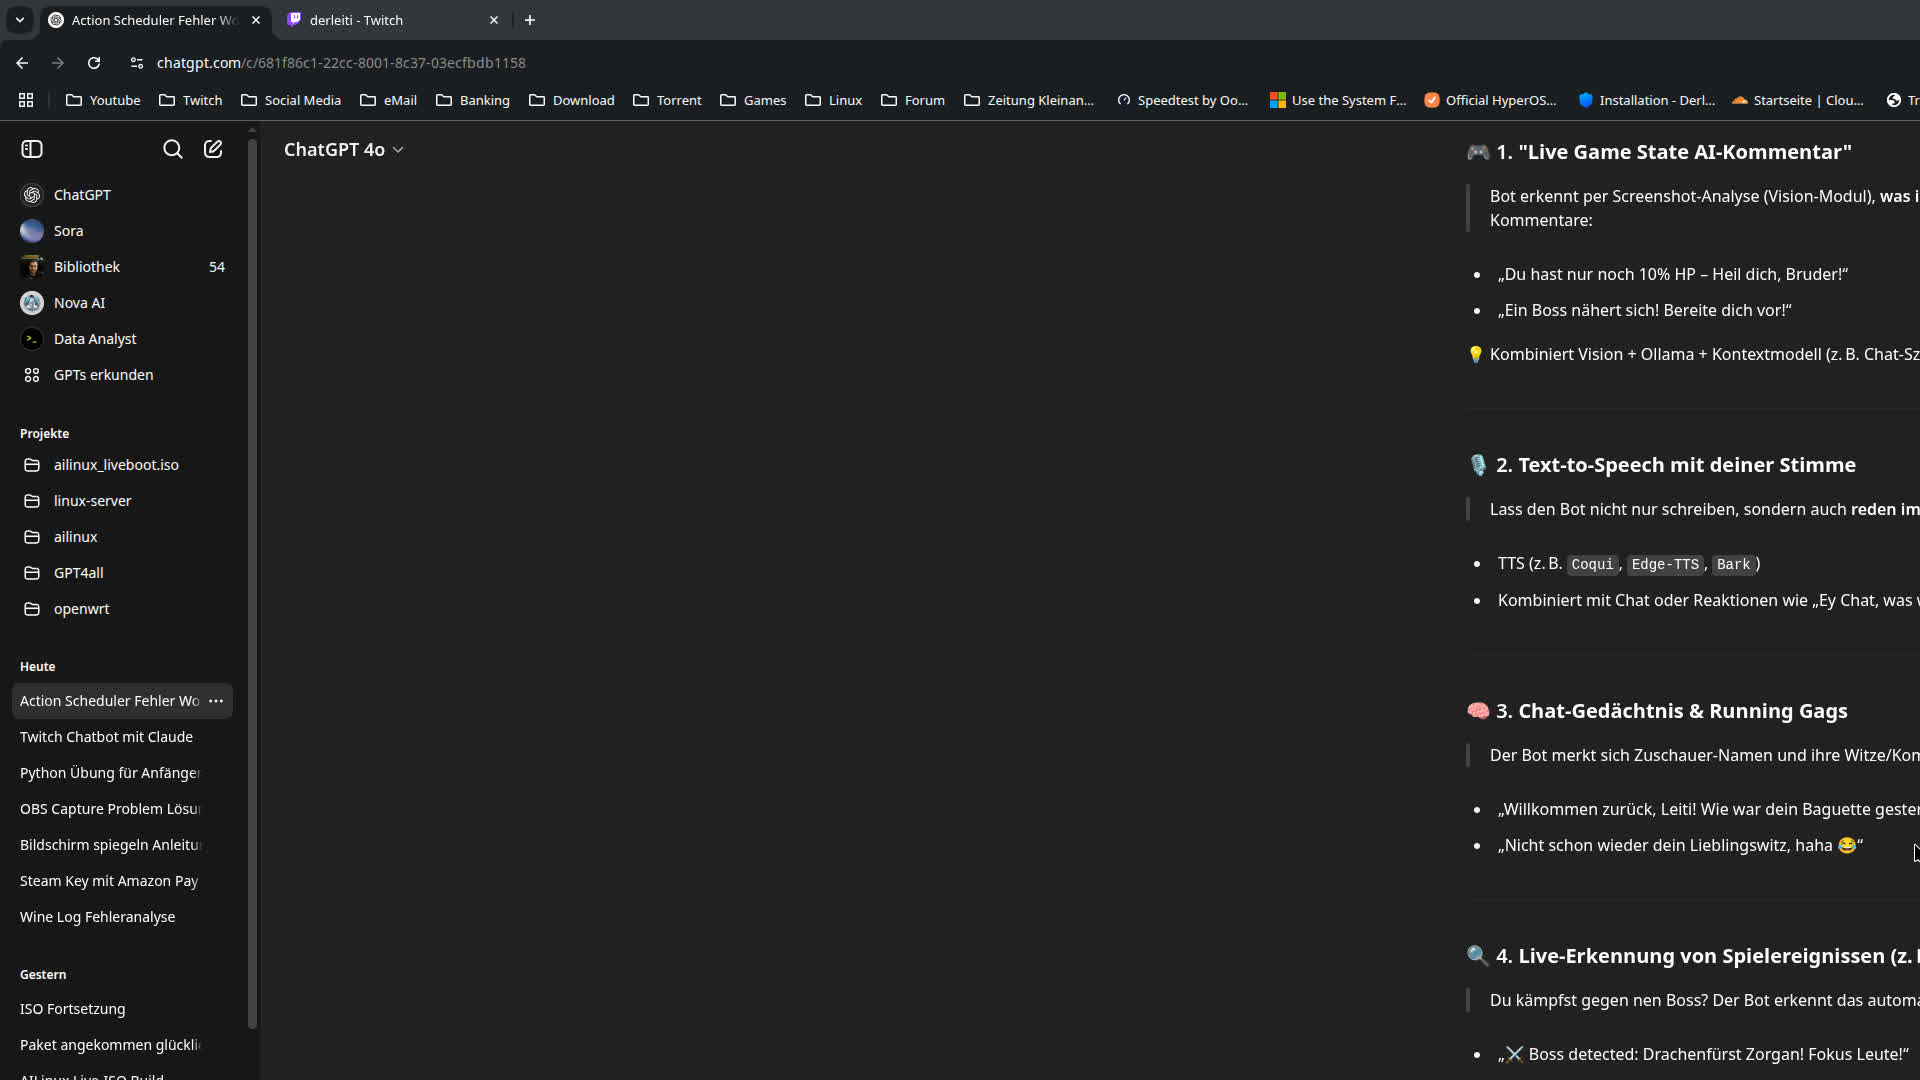 Action Scheduler Fehler Wo
derleiti - Twitch
chatgpt.com/c/681f86c1-22cc-8001-8c37-03ecfbdb1158
Youtube
Twitch
Social Media
eMail
Banking
Download
Torrent
Games
Linux
Forum
Zeitung Kleinan...
Speedtest by Oo...
Use the System F...
Official HyperOS...
Installation - Derl...
Startseite | Clou...
Tr
ChatGPT
Sora
Bibliothek 54
Nova AI
Data Analyst
GPTs erkunden
Projekte
ailinux_liveboot.iso
linux-server
ailinux
GPT4all
openwrt
Heute
Action Scheduler Fehler Wo
Twitch Chatbot mit Claude
Python Übung für Anfänger
OBS Capture Problem Lösu
Bildschirm spiegeln Anleitu
Steam Key mit Amazon Pay
Wine Log Fehleranalyse
Gestern
ISO Fortsetzung
Paket angekommen glückli
AILinux Live ISO Build
ChatGPT 4o
🎮 1. "Live Game State AI-Kommentar"
Bot erkennt per Screenshot-Analyse (Vision-Modul), was i
Kommentare:
• „Du hast nur noch 10% HP – Heil dich, Bruder!“
• „Ein Boss nähert sich! Bereite dich vor!“
💡 Kombiniert Vision + Ollama + Kontextmodell (z. B. Chat-Sz
🎙️ 2. Text-to-Speech mit deiner Stimme
Lass den Bot nicht nur schreiben, sondern auch reden im
• TTS (z. B. Coqui, Edge-TTS, Bark)
• Kombiniert mit Chat oder Reaktionen wie „Ey Chat, was w
🧠 3. Chat-Gedächtnis & Running Gags
Der Bot merkt sich Zuschauer-Namen und ihre Witze/Kom
• „Willkommen zurück, Leiti! Wie war dein Baguette gester
• „Nicht schon wieder dein Lieblingswitz, haha 😂“
🔍 4. Live-Erkennung von Spielereignissen (z. B
Du kämpfst gegen nen Boss? Der Bot erkennt das automa
• „⚔️ Boss detected: Drachenfürst Zorgan! Fokus Leute!“